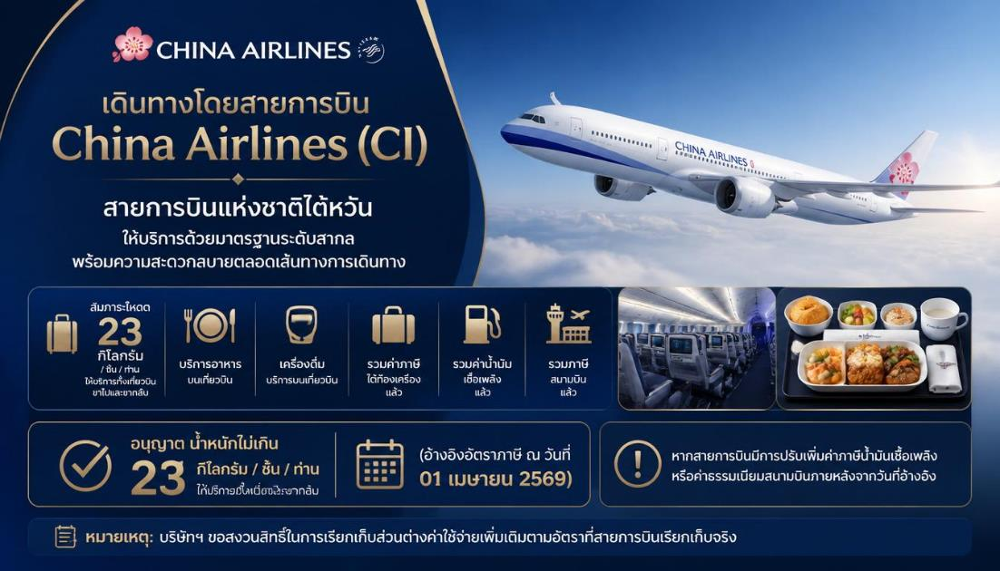 CHINA AIRLINES
เดินทางโดยสายการบิน
China Airlines (CI)
สายการบินแห่งชาติไต้หวัน
ให้บริการด้วยมาตรฐานระดับสากล
พร้อมความสะดวกสบายตลอดเส้นทางการเดินทาง
CHINA AIRLINES
สัมภาระโหลด
23
กิโลกรัม
/ ชิ้น / ท่าน
ให้บริการทั้งเที่ยวบิน
ขาไปและขากลับ
บริการอาหาร
บนเที่ยวบิน
เครื่องดื่ม
บริการบนเที่ยวบิน
รวมค่าภาษี
ใต้ท้องเครื่อง
แล้ว
รวมค่าน้ำมัน
เชื้อเพลิง
แล้ว
รวมภาษี
สนามบิน
แล้ว
อนุญาต น้ำหนักไม่เกิน
23 กิโลกรัม / ชิ้น / ท่าน
(อ้างอิงอัตราภาษี ณ วันที่
01 เมษายน 2569)
หากสายการบินมีการปรับเพิ่มค่าภาษีน้ำมันเชื้อเพลิง
หรือค่าธรรมเนียมสนามบินภายหลังจากวันที่อ้างอิง
หมายเหตุ: บริษัทฯ ขอสงวนสิทธิ์ในการเรียกเก็บส่วนต่างค่าใช้จ่ายเพิ่มเติมตามอัตราที่สายการบินเรียกเก็บจริง